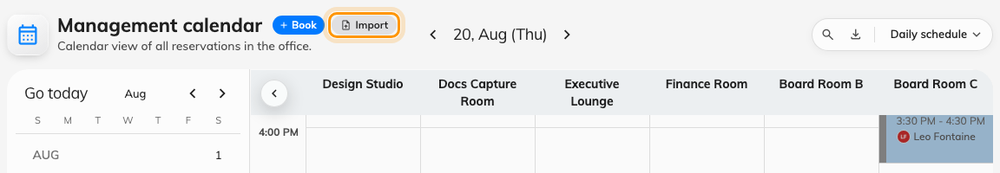 Management calendar
+ Book
Import
Calendar view of all reservations in the office.
20, Aug (Thu)
Daily schedule
Go today
Aug
S M T W T F S
AUG 1
Design Studio
Docs Capture
Room
Executive
Lounge
Finance Room
Board Room B
Board Room C
4:00 PM
3:30 PM - 4:30 PM
LF
Leo Fontaine